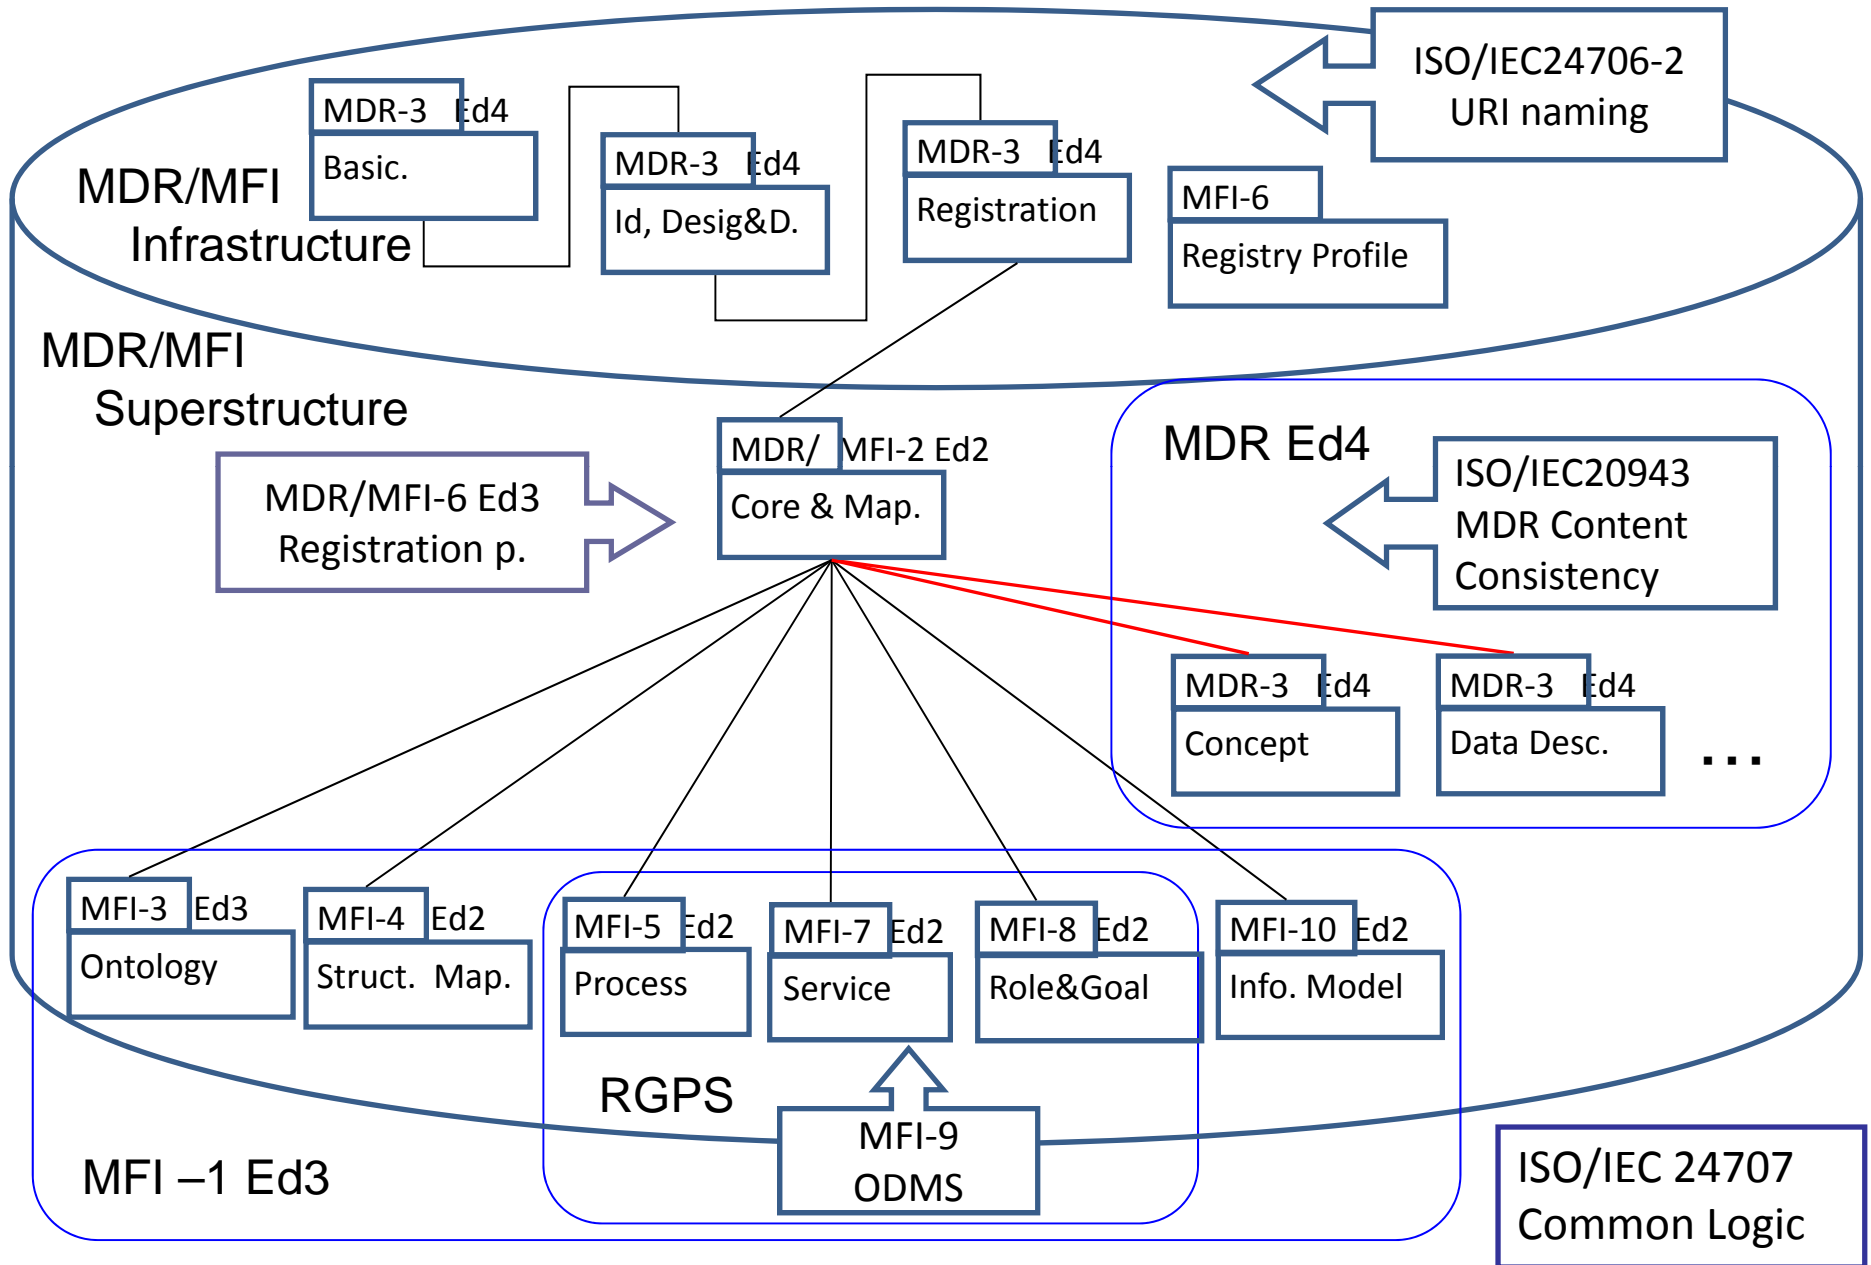 ISO/IEC24706-2
URI naming
MDR-3 Ed4
Basic.
MDR-3 Ed4
Id, Desig&D.
MDR-3 Ed4
Registration
MFI-6
Registry Profile
MDR/MFI
Infrastructure
MDR/MFI
Superstructure
MDR/MFI-6 Ed3
Registration p.
MDR/ MFI-2 Ed2
Core & Map.
MDR Ed4
ISO/IEC20943
MDR Content
Consistency
MDR-3 Ed4
Concept
MDR-3 Ed4
Data Desc.
...
MFI-3 Ed3
Ontology
MFI-4 Ed2
Struct. Map.
MFI-5 Ed2
Process
MFI-7 Ed2
Service
MFI-8 Ed2
Role&Goal
MFI-10 Ed2
Info. Model
RGPS
MFI-9
ODMS
MFI –1 Ed3
ISO/IEC 24707
Common Logic